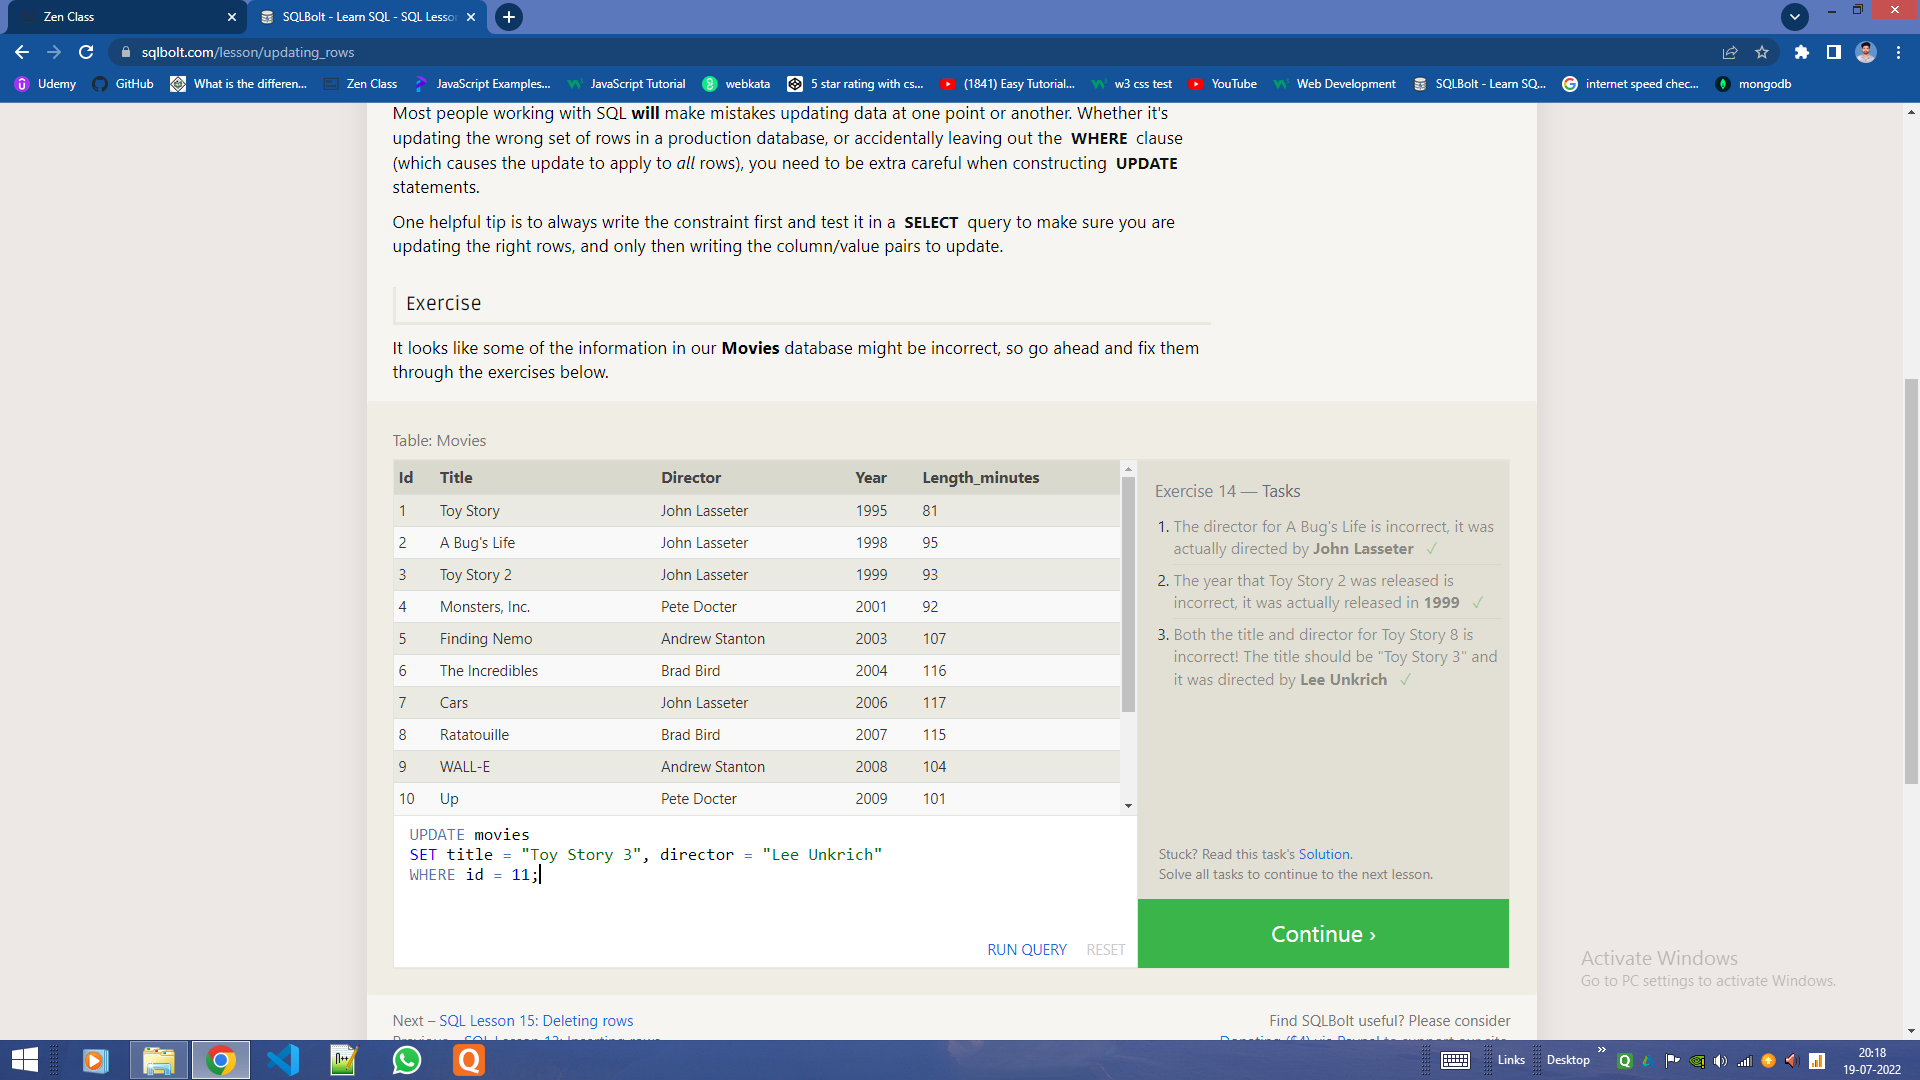 Zen Class
SQLBolt - Learn SQL - SQL Lesson
sqlbolt.com/lesson/updating_rows
Udemy GitHub What is the differen... Zen Class JavaScript Examples... JavaScript Tutorial webkata 5 star rating with cs... (1841) Easy Tutorial... w3 css test YouTube Web Development SQLBolt - Learn SQ... internet speed chec... mongodb
Most people working with SQL will make mistakes updating data at one point or another. Whether it's
updating the wrong set of rows in a production database, or accidentally leaving out the WHERE clause
(which causes the update to apply to all rows), you need to be extra careful when constructing UPDATE
statements.
One helpful tip is to always write the constraint first and test it in a SELECT query to make sure you are
updating the right rows, and only then writing the column/value pairs to update.
Exercise
It looks like some of the information in our Movies database might be incorrect, so go ahead and fix them
through the exercises below.
Table: Movies
Id Title Director Year Length_minutes
1 Toy Story John Lasseter 1995 81
2 A Bug's Life John Lasseter 1998 95
3 Toy Story 2 John Lasseter 1999 93
4 Monsters, Inc. Pete Docter 2001 92
5 Finding Nemo Andrew Stanton 2003 107
6 The Incredibles Brad Bird 2004 116
7 Cars John Lasseter 2006 117
8 Ratatouille Brad Bird 2007 115
9 WALL-E Andrew Stanton 2008 104
10 Up Pete Docter 2009 101
UPDATE movies
SET title = "Toy Story 3", director = "Lee Unkrich"
WHERE id = 11;
RUN QUERY RESET
Exercise 14 — Tasks
1. The director for A Bug's Life is incorrect, it was
actually directed by John Lasseter ✓
2. The year that Toy Story 2 was released is
incorrect, it was actually released in 1999 ✓
3. Both the title and director for Toy Story 8 is
incorrect! The title should be "Toy Story 3" and
it was directed by Lee Unkrich ✓
Stuck? Read this task's Solution.
Solve all tasks to continue to the next lesson.
Continue ›
Activate Windows
Go to PC settings to activate Windows.
Next – SQL Lesson 15: Deleting rows
Find SQLBolt useful? Please consider
Previous – SQL Lesson 13: Inserting rows
Donating ($4) via Paypal to support our site.
Links Desktop
20:18
19-07-2022